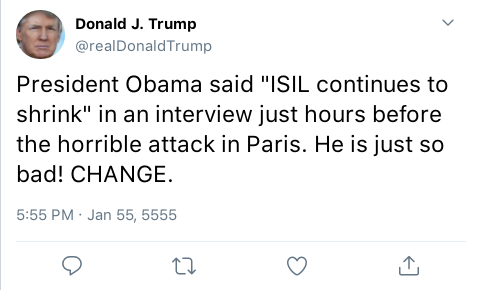 Donald J. Trump
@realDonaldTrump
President Obama said "ISIL continues to
shrink" in an interview just hours before
the horrible attack in Paris. He is just so
bad! CHANGE.
5:55 PM · Jan 55, 5555